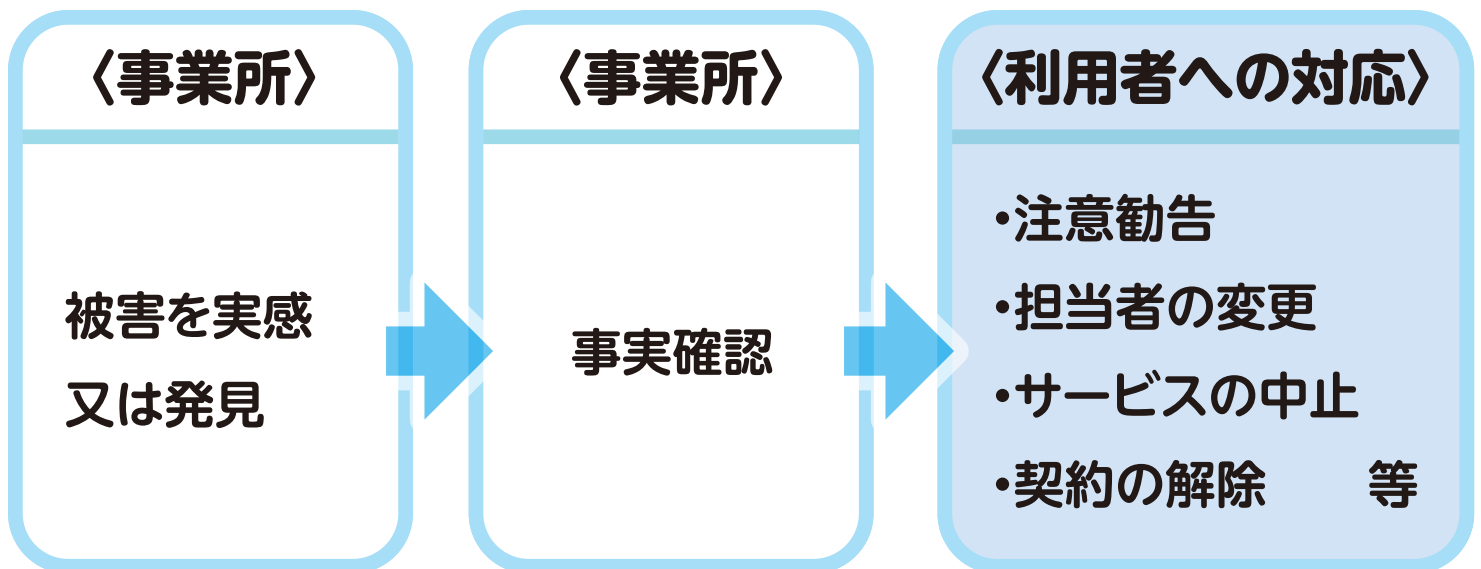 〈事業所〉
被害を実感
又は発見
〈事業所〉
事実確認
〈利用者への対応〉
・注意勧告
・担当者の変更
・サービスの中止
・契約の解除　　等